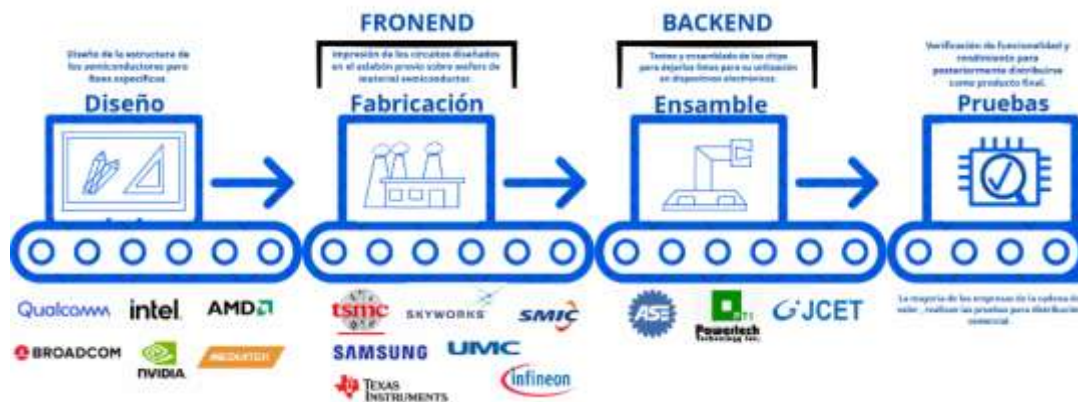 FRONEND
BACKEND
Diseño de la estructura de
los semiconductores para
fines específicos.
Diseño
Impresión de los circuitos diseñados
en el eslabón previo sobre wafers de
material semiconductor.
Fabricación
Testeo y ensamblado de los chips
para dejarlos listos para su utilización
en dispositivos electrónicos.
Ensamble
Verificación de funcionalidad y
rendimiento para
posteriormente distribuirse
como producto final.
Pruebas
Qualcomm
intel
AMD
BROADCOM
NVIDIA
MEDIATEK
tsmc
SKYWORKS
SMIC
SAMSUNG
UMC
TEXAS
INSTRUMENTS
infineon
ASE
PTI
Powertech
Technology Inc.
JCET
La mayoría de las empresas de la cadena de
valor, realizan las pruebas para distribución
comercial.